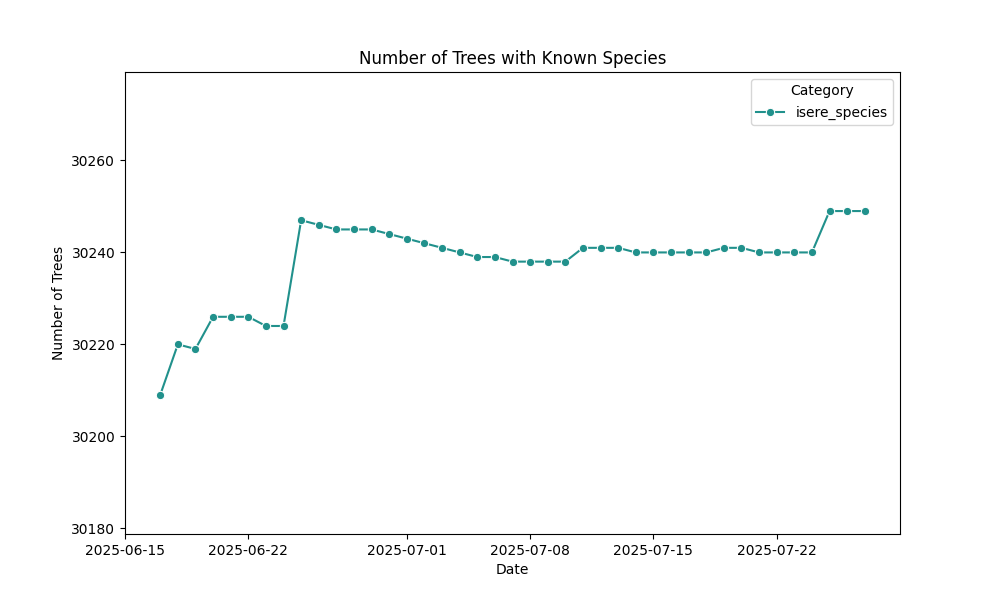 Number of Trees with Known Species
Category
isere_species
Number of Trees
30260
30240
30220
30200
30180
2025-06-15
2025-06-22
2025-07-01
2025-07-08
2025-07-15
2025-07-22
Date